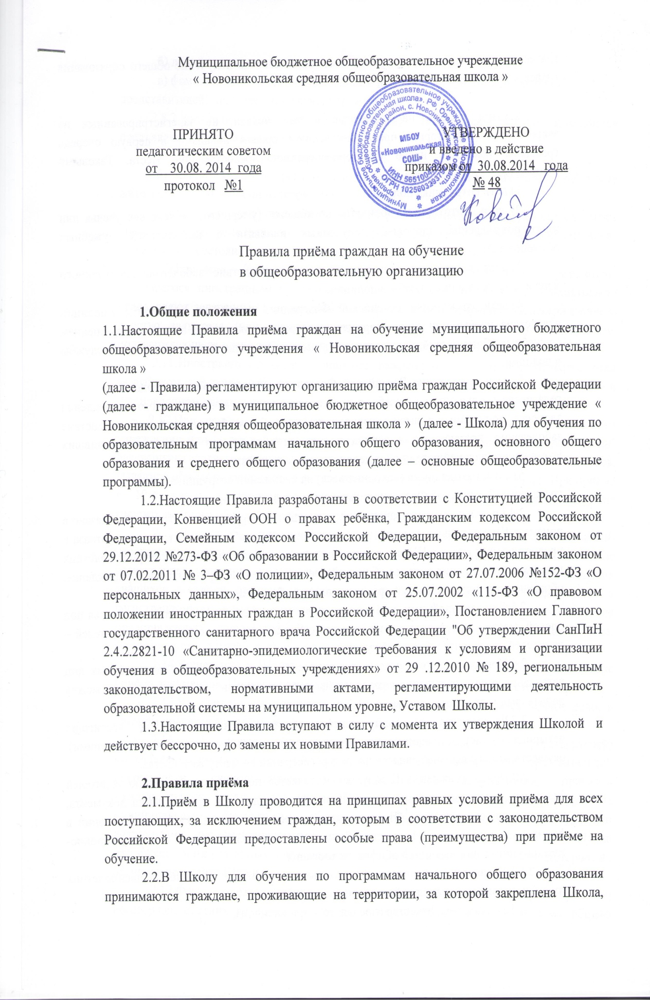 Муниципальное бюджетное общеобразовательное учреждение
« Новоникольская средняя общеобразовательная школа »
ПРИНЯТО
педагогическим советом
от 30.08. 2014 года
протокол №1
УТВЕРЖДЕНО
и введено в действие
приказом от 30.08.2014 года
№ 48
Муниципальное бюджетное общеобразовательное учреждение «Новоникольская
средняя общеобразовательная школа». РФ, Оренбургская область,
Шарлыкский район, с. Новоникольское
ОГРН
ИНН
МБОУ
«Новоникольская
СОШ»
Правила приёма граждан на обучение
в общеобразовательную организацию
1.Общие положения
1.1.Настоящие Правила приёма граждан на обучение муниципального бюджетного
общеобразовательного учреждения « Новоникольская средняя общеобразовательная
школа »
(далее - Правила) регламентируют организацию приёма граждан Российской Федерации
(далее - граждане) в муниципальное бюджетное общеобразовательное учреждение «
Новоникольская средняя общеобразовательная школа » (далее - Школа) для обучения по
образовательным программам начального общего образования, основного общего
образования и среднего общего образования (далее – основные общеобразовательные
программы).
1.2.Настоящие Правила разработаны в соответствии с Конституцией Российской
Федерации, Конвенцией ООН о правах ребёнка, Гражданским кодексом Российской
Федерации, Семейным кодексом Российской Федерации, Федеральным законом от
29.12.2012 №273-ФЗ «Об образовании в Российской Федерации», Федеральным законом
от 07.02.2011 № 3–ФЗ «О полиции», Федеральным законом от 27.07.2006 №152-ФЗ «О
персональных данных», Федеральным законом от 25.07.2002 «115-ФЗ «О правовом
положении иностранных граждан в Российской Федерации», Постановлением Главного
государственного санитарного врача Российской Федерации "Об утверждении СанПиН
2.4.2.2821-10 «Санитарно-эпидемиологические требования к условиям и организации
обучения в общеобразовательных учреждениях» от 29 .12.2010 № 189, региональным
законодательством, нормативными актами, регламентирующими деятельность
образовательной системы на муниципальном уровне, Уставом Школы.
1.3.Настоящие Правила вступают в силу с момента их утверждения Школой и
действует бессрочно, до замены их новыми Правилами.
2.Правила приёма
2.1.Приём в Школу проводится на принципах равных условий приёма для всех
поступающих, за исключением граждан, которым в соответствии с законодательством
Российской Федерации предоставлены особые права (преимущества) при приёме на
обучение.
2.2.В Школу для обучения по программам начального общего образования
принимаются граждане, проживающие на территории, за которой закреплена Школа,